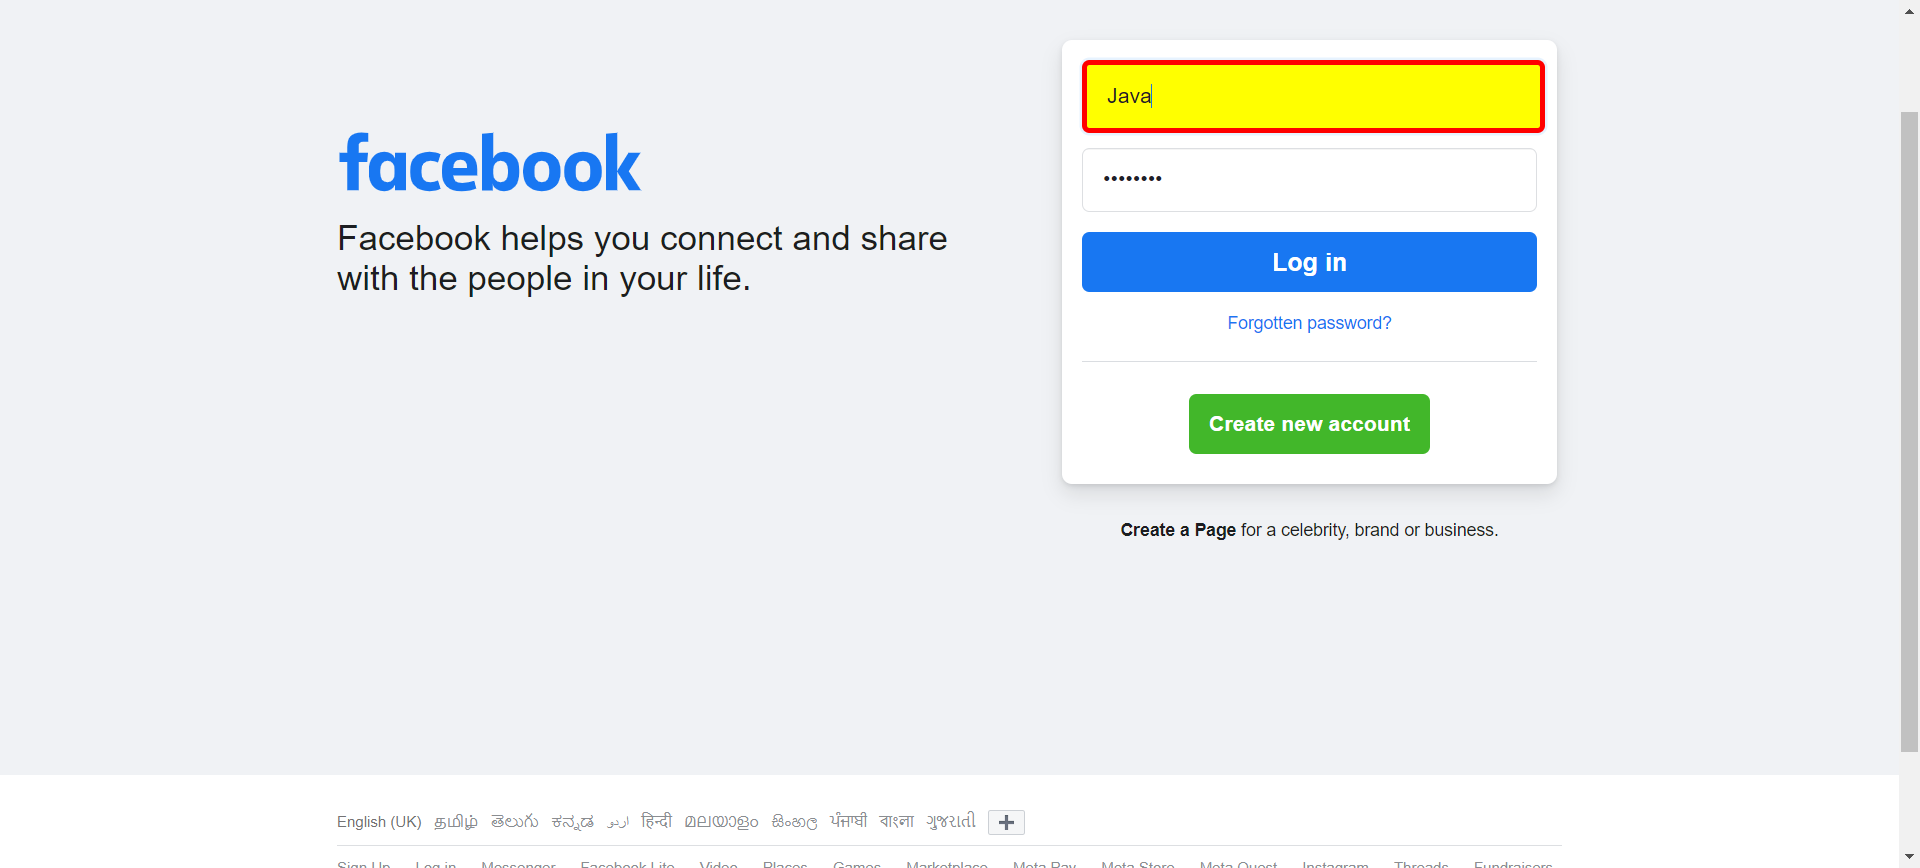 Java
••••••••
facebook
Facebook helps you connect and share
with the people in your life.
Log in
Forgotten password?
Create new account
Create a Page for a celebrity, brand or business.
English (UK) தமிழ் తెలుగు ಕನ್ನಡ اردو हिन्दी മലയാളം සිංහල ਪੰਜਾਬੀ বাংলা ગુજરાતી
Sign Up Log in Messenger Facebook Lite Video Places Games Marketplace Meta Pay Meta Store Meta Quest Instagram Threads Fundraisers